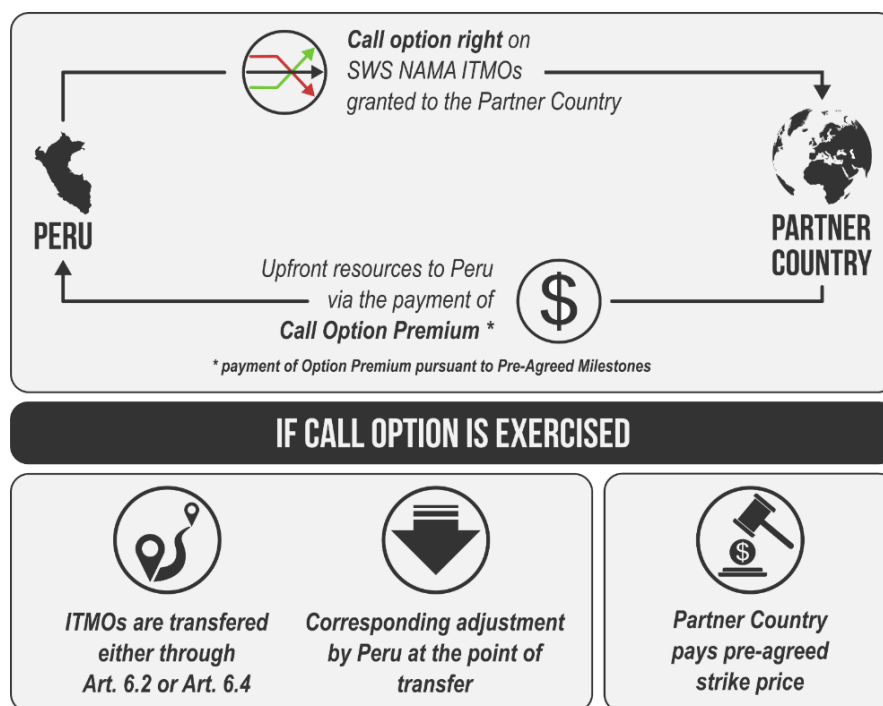 Call option right on
SWS NAMA ITMOs
granted to the Partner Country
PERU
PARTNER
COUNTRY
Upfront resources to Peru
via the payment of
Call Option Premium *
$
* payment of Option Premium pursuant to Pre-Agreed Milestones
IF CALL OPTION IS EXERCISED
ITMOs are transfered
either through
Art. 6.2 or Art. 6.4
Corresponding adjustment
by Peru at the point of
transfer
$
Partner Country
pays pre-agreed
strike price